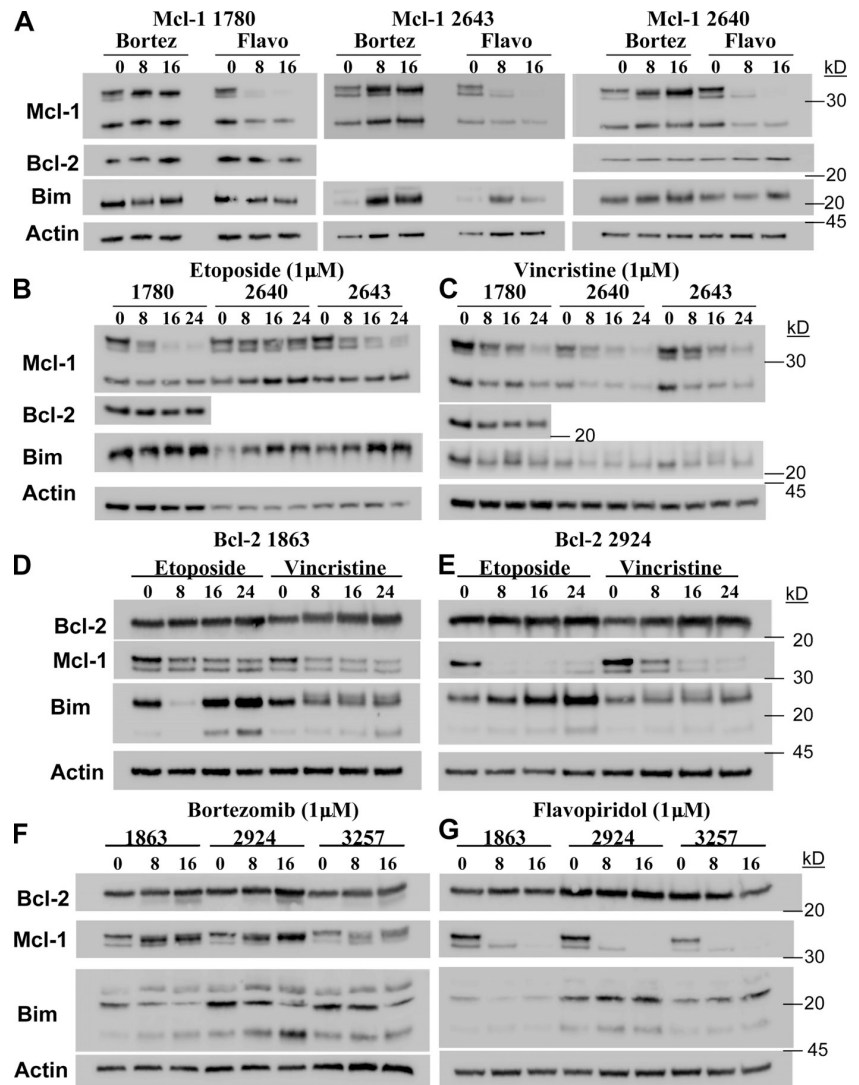 A
Mcl-1 1780 Mcl-1 2643 Mcl-1 2640
Bortez Flavo Bortez Flavo Bortez Flavo
0 8 16 0 8 16 0 8 16 0 8 16 0 8 16 0 8 16 kD
Mcl-1 30
Bcl-2 20
Bim 20
Actin 45
B Etoposide (1µM)
1780 2640 2643
0 8 16 24 0 8 16 24 0 8 16 24
Mcl-1
Bcl-2
Bim
Actin
C Vincristine (1µM)
1780 2640 2643
0 8 16 24 0 8 16 24 0 8 16 24 kD
30
20
20
45
D Bcl-2 1863
Etoposide Vincristine
0 8 16 24 0 8 16 24
Bcl-2
Mcl-1
Bim
Actin
E Bcl-2 2924
Etoposide Vincristine
0 8 16 24 0 8 16 24 kD
20
30
20
45
F Bortezomib (1µM)
1863 2924 3257
0 8 16 0 8 16 0 8 16
Bcl-2
Mcl-1
Bim
Actin
G Flavopiridol (1µM)
1863 2924 3257
0 8 16 0 8 16 0 8 16 kD
20
30
20
45